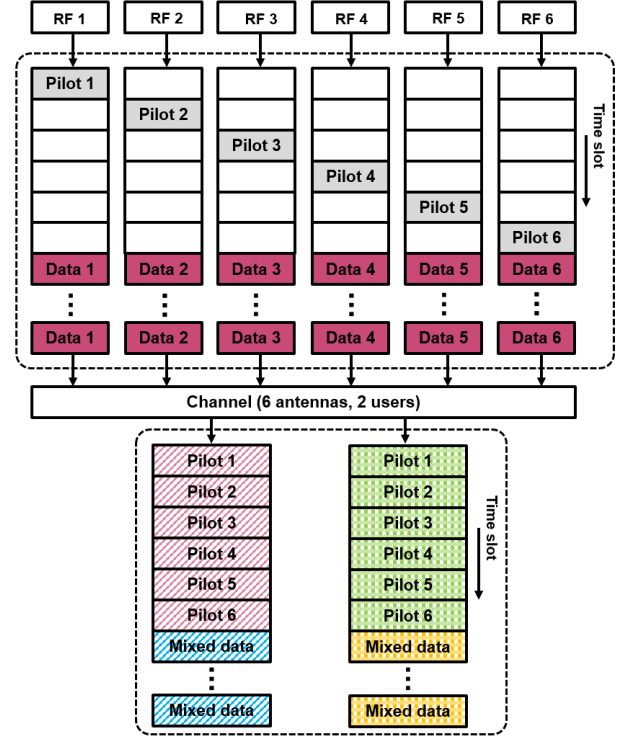 RF 1 RF 2 RF 3 RF 4 RF 5 RF 6
Pilot 1
Pilot 2
Pilot 3
Pilot 4
Pilot 5
Pilot 6
Time slot
Data 1 Data 2 Data 3 Data 4 Data 5 Data 6
Data 1 Data 2 Data 3 Data 4 Data 5 Data 6
Channel (6 antennas, 2 users)
Pilot 1 Pilot 1
Pilot 2 Pilot 2
Pilot 3 Pilot 3
Pilot 4 Pilot 4
Pilot 5 Pilot 5
Pilot 6 Pilot 6
Time slot
Mixed data Mixed data
Mixed data Mixed data